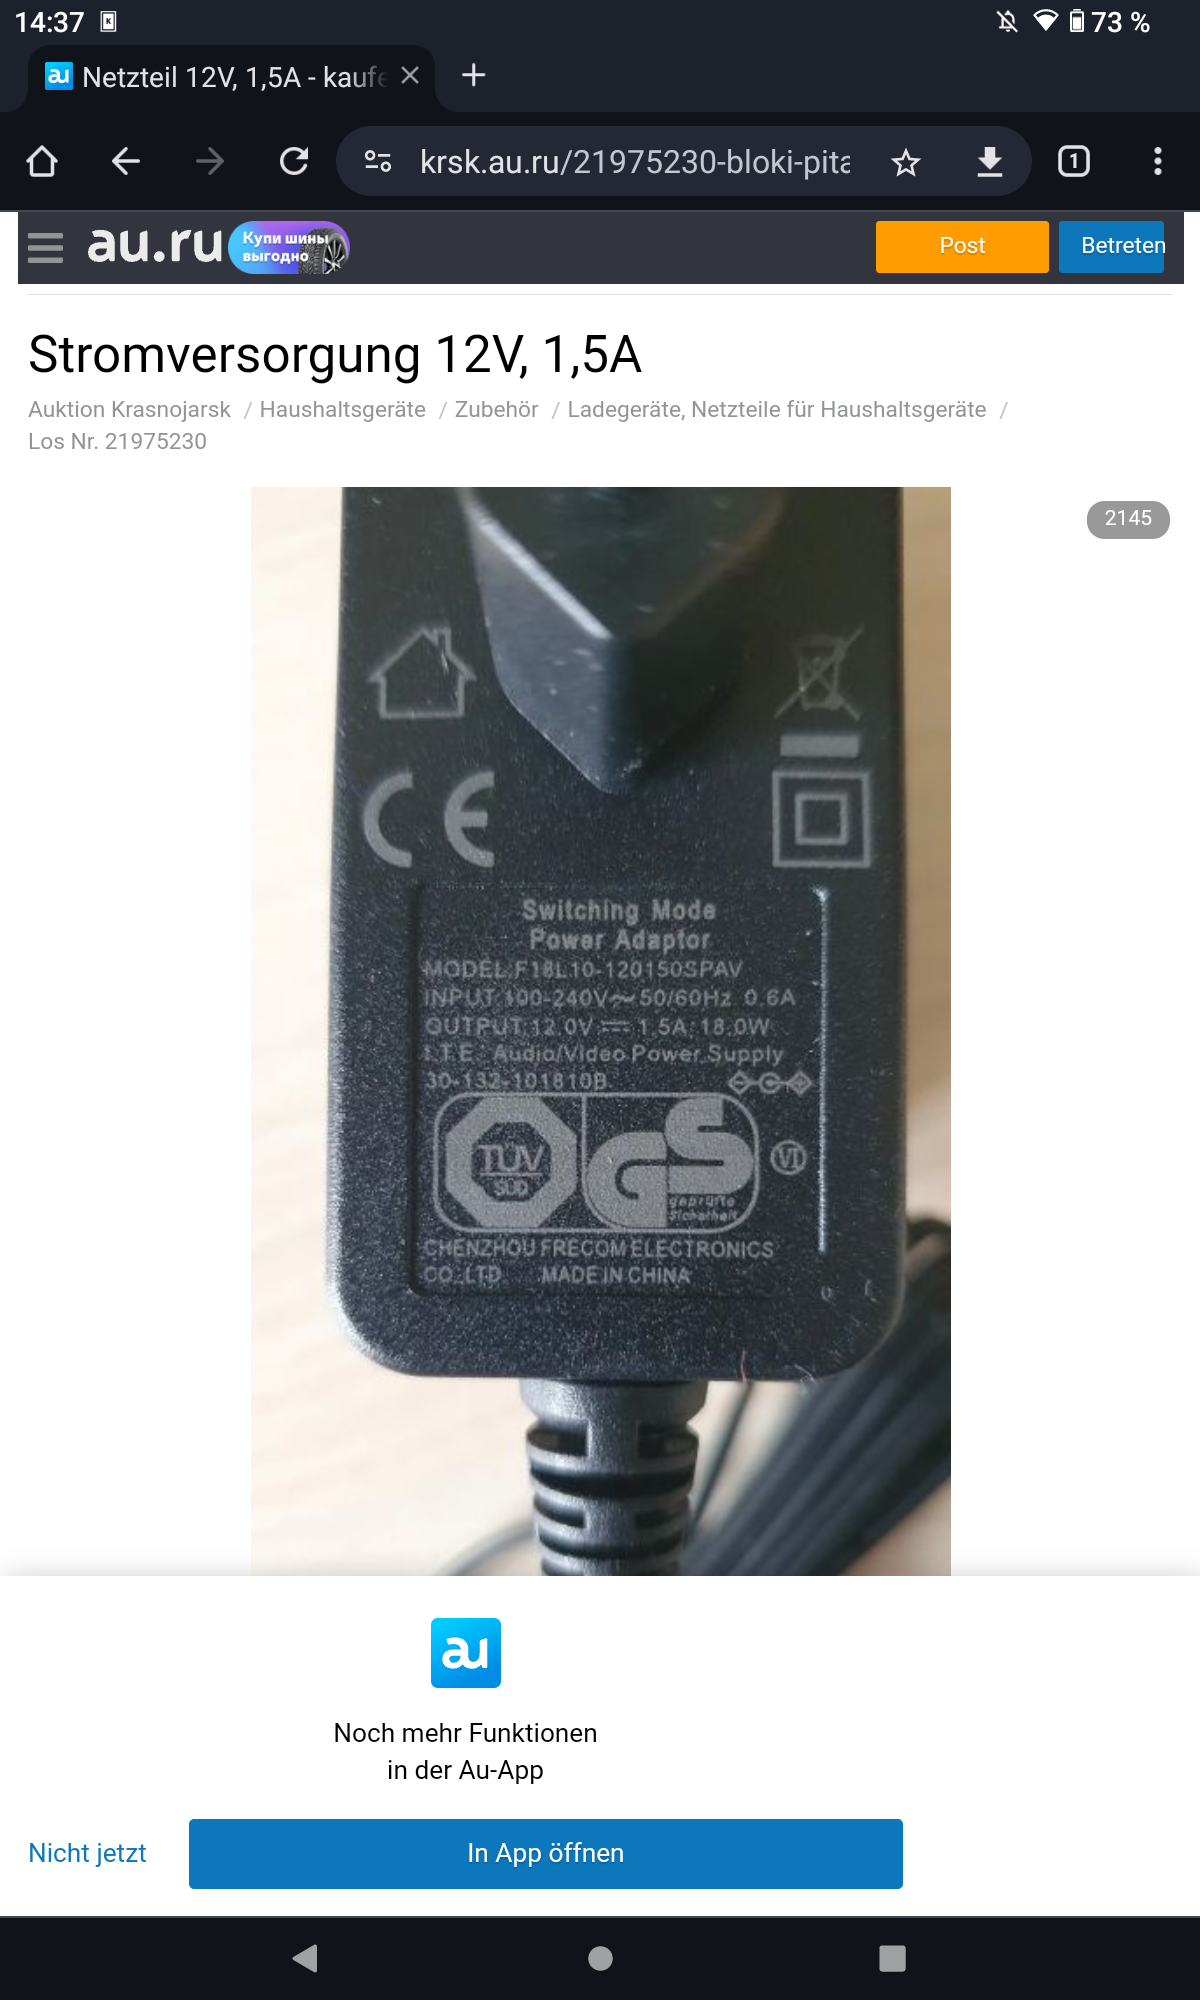 14:37
73 %
Netzteil 12V, 1,5A - kaufe
krsk.au.ru/21975230-bloki-pita
1
au.ru
Купи шины
выгодно
Post
Betreten
Stromversorgung 12V, 1,5A
Auktion Krasnojarsk / Haushaltsgeräte / Zubehör / Ladegeräte, Netzteile für Haushaltsgeräte /
Los Nr. 21975230
2145
CE
Switching Mode
Power Adaptor
MODEL:F18L10-120150SPAV
INPUT:100-240V~50/60Hz 0.6A
OUTPUT:12.0V 1.5A; 18.0W
I.T.E. Audio/Video Power Supply
30-132-101810B
TÜV
SÜD
GS
geprüfte
Sicherheit
VI
CHENZHOU FRECOM ELECTRONICS
CO.,LTD MADE IN CHINA
au
Noch mehr Funktionen
in der Au-App
Nicht jetzt
In App öffnen